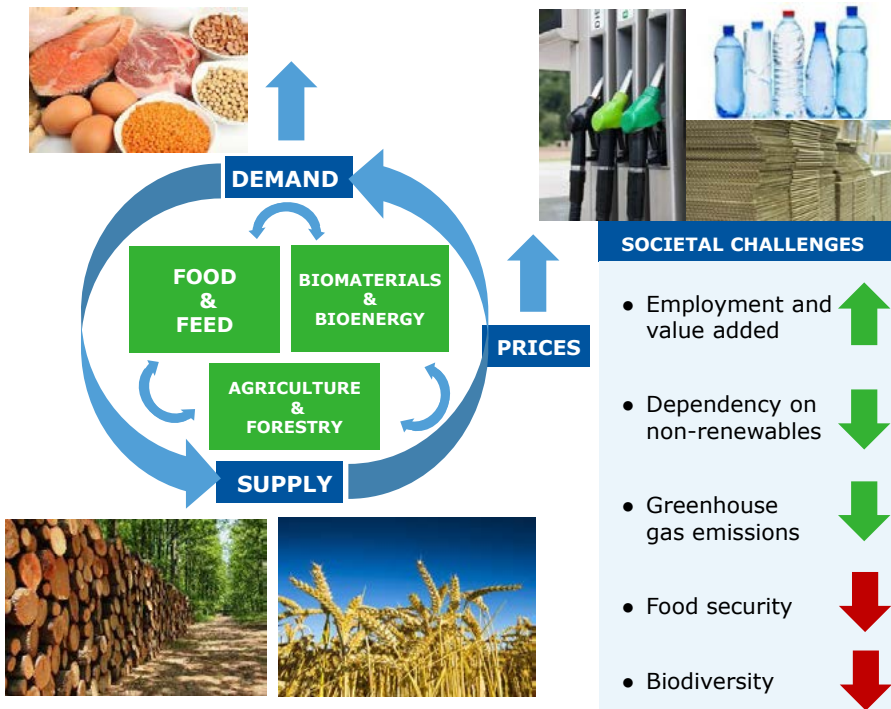 DEMAND
FOOD
&
FEED
BIOMATERIALS
&
BIOENERGY
AGRICULTURE
&
FORESTRY
PRICES
SUPPLY
SOCIETAL CHALLENGES
• Employment and
value added
• Dependency on
non-renewables
• Greenhouse
gas emissions
• Food security
• Biodiversity